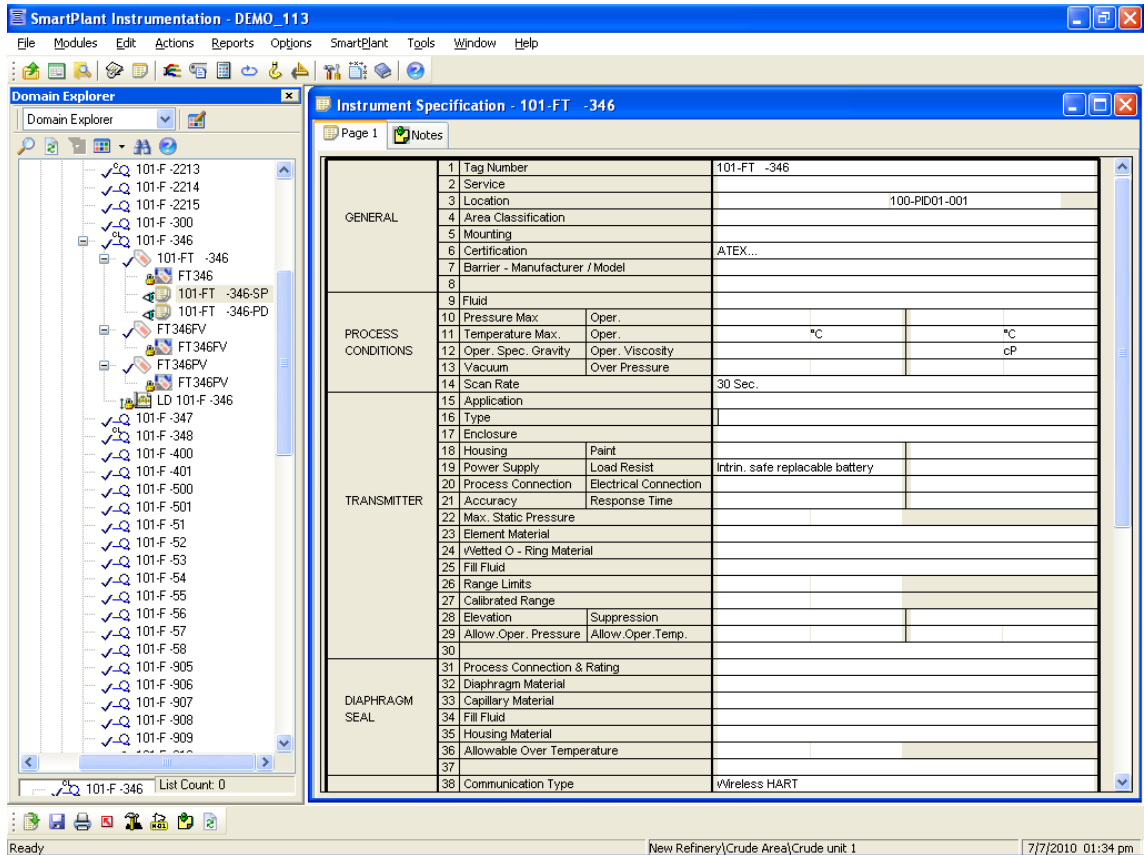 SmartPlant Instrumentation - DEMO_113
File Modules Edit Actions Reports Options SmartPlant Tools Window Help
Domain Explorer
Domain Explorer
101-F -2213
101-F -2214
101-F -2215
101-F -300
101-F -346
101-FT -346
FT346
101-FT -346-SP
101-FT -346-PD
FT346FV
FT346FV
FT346PV
FT346PV
LD 101-F -346
101-F -347
101-F -348
101-F -400
101-F -401
101-F -500
101-F -501
101-F -51
101-F -52
101-F -53
101-F -54
101-F -55
101-F -56
101-F -57
101-F -58
101-F -905
101-F -906
101-F -907
101-F -908
101-F -909
101-F -346 List Count: 0
Instrument Specification - 101-FT -346
Page 1 Notes
GENERAL
1 Tag Number 101-FT -346
2 Service
3 Location 100-PID01-001
4 Area Classification
5 Mounting
6 Certification ATEX...
7 Barrier - Manufacturer / Model
8
PROCESS CONDITIONS
9 Fluid
10 Pressure Max Oper.
11 Temperature Max. Oper. °C °C
12 Oper. Spec. Gravity Oper. Viscosity cP
13 Vacuum Over Pressure
14 Scan Rate 30 Sec.
TRANSMITTER
15 Application
16 Type
17 Enclosure
18 Housing Paint
19 Power Supply Load Resist Intrin. safe replacable battery
20 Process Connection Electrical Connection
21 Accuracy Response Time
22 Max. Static Pressure
23 Element Material
24 Wetted O - Ring Material
25 Fill Fluid
26 Range Limits
27 Calibrated Range
28 Elevation Suppression
29 Allow.Oper. Pressure Allow.Oper.Temp.
30
DIAPHRAGM SEAL
31 Process Connection & Rating
32 Diaphragm Material
33 Capillary Material
34 Fill Fluid
35 Housing Material
36 Allowable Over Temperature
37
38 Communication Type Wireless HART
Ready New Refinery\Crude Area\Crude unit 1 7/7/2010 01:34 pm